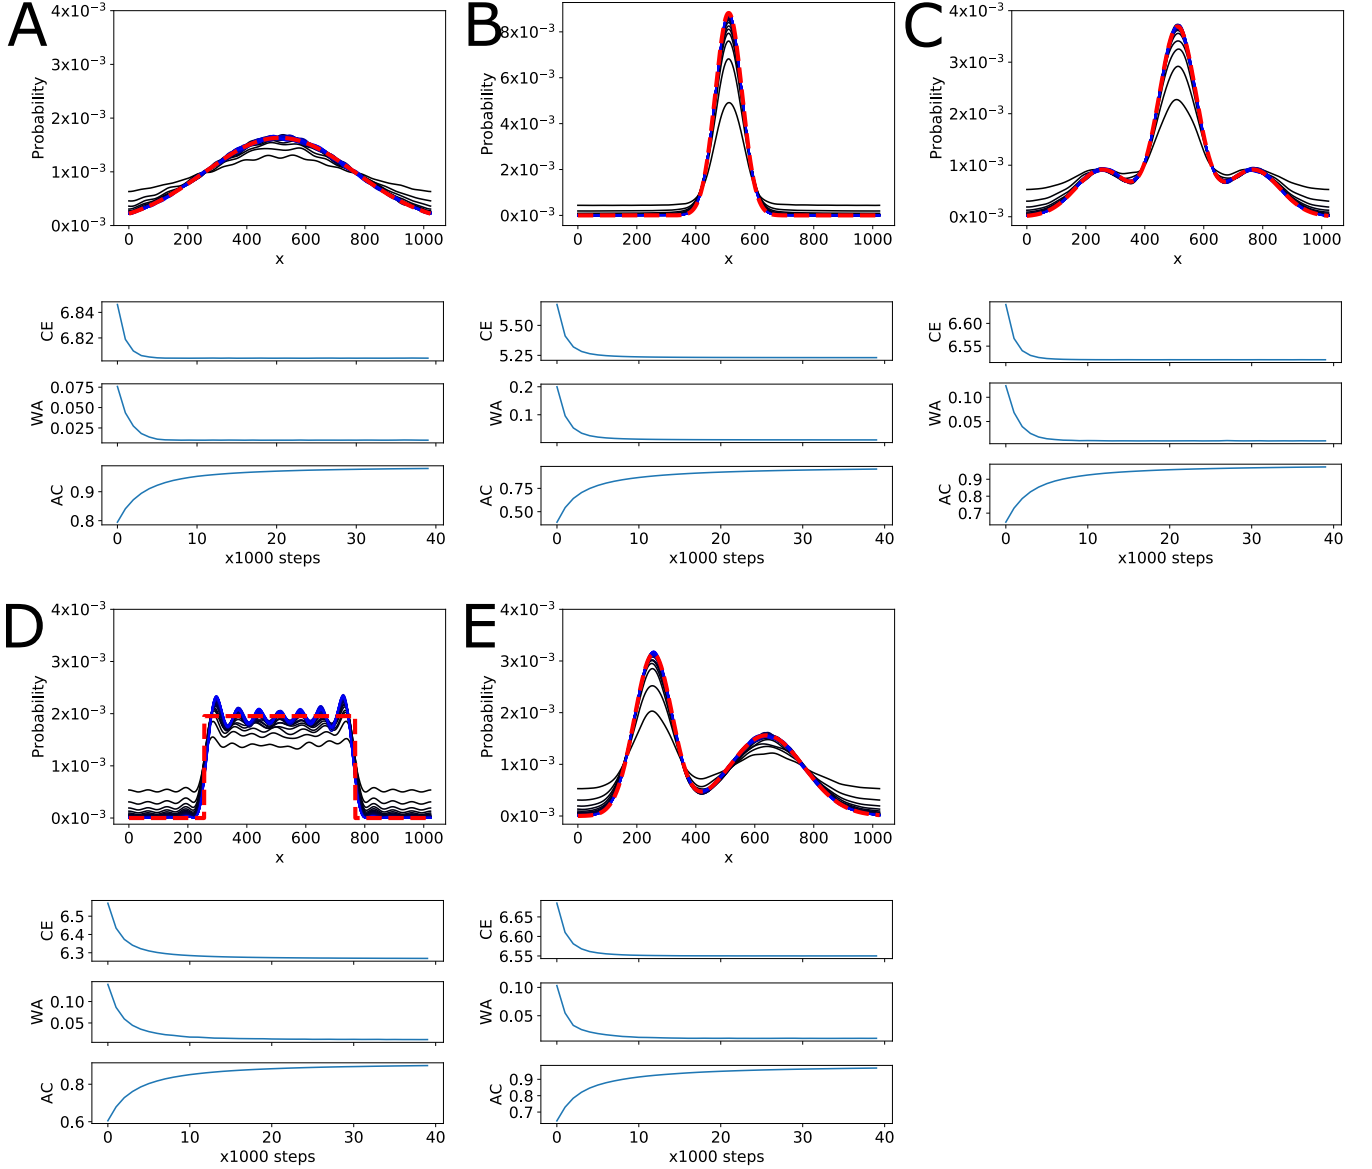 A
4x10⁻³
3x10⁻³
2x10⁻³
1x10⁻³
0x10⁻³
Probability
0 200 400 600 800 1000
x
6.84
6.82
CE
0.075
0.050
0.025
WA
0.9
0.8
AC
0 10 20 30 40
x1000 steps
B
8x10⁻³
6x10⁻³
4x10⁻³
2x10⁻³
0x10⁻³
Probability
0 200 400 600 800 1000
x
5.50
5.25
CE
0.2
0.1
WA
0.75
0.50
AC
0 10 20 30 40
x1000 steps
C
4x10⁻³
3x10⁻³
2x10⁻³
1x10⁻³
0x10⁻³
Probability
0 200 400 600 800 1000
x
6.60
6.55
CE
0.10
0.05
WA
0.9
0.8
0.7
AC
0 10 20 30 40
x1000 steps
D
4x10⁻³
3x10⁻³
2x10⁻³
1x10⁻³
0x10⁻³
Probability
0 200 400 600 800 1000
x
6.5
6.4
6.3
CE
0.10
0.05
WA
0.8
0.6
AC
0 10 20 30 40
x1000 steps
E
4x10⁻³
3x10⁻³
2x10⁻³
1x10⁻³
0x10⁻³
Probability
0 200 400 600 800 1000
x
6.65
6.60
6.55
CE
0.10
0.05
WA
0.9
0.8
0.7
AC
0 10 20 30 40
x1000 steps